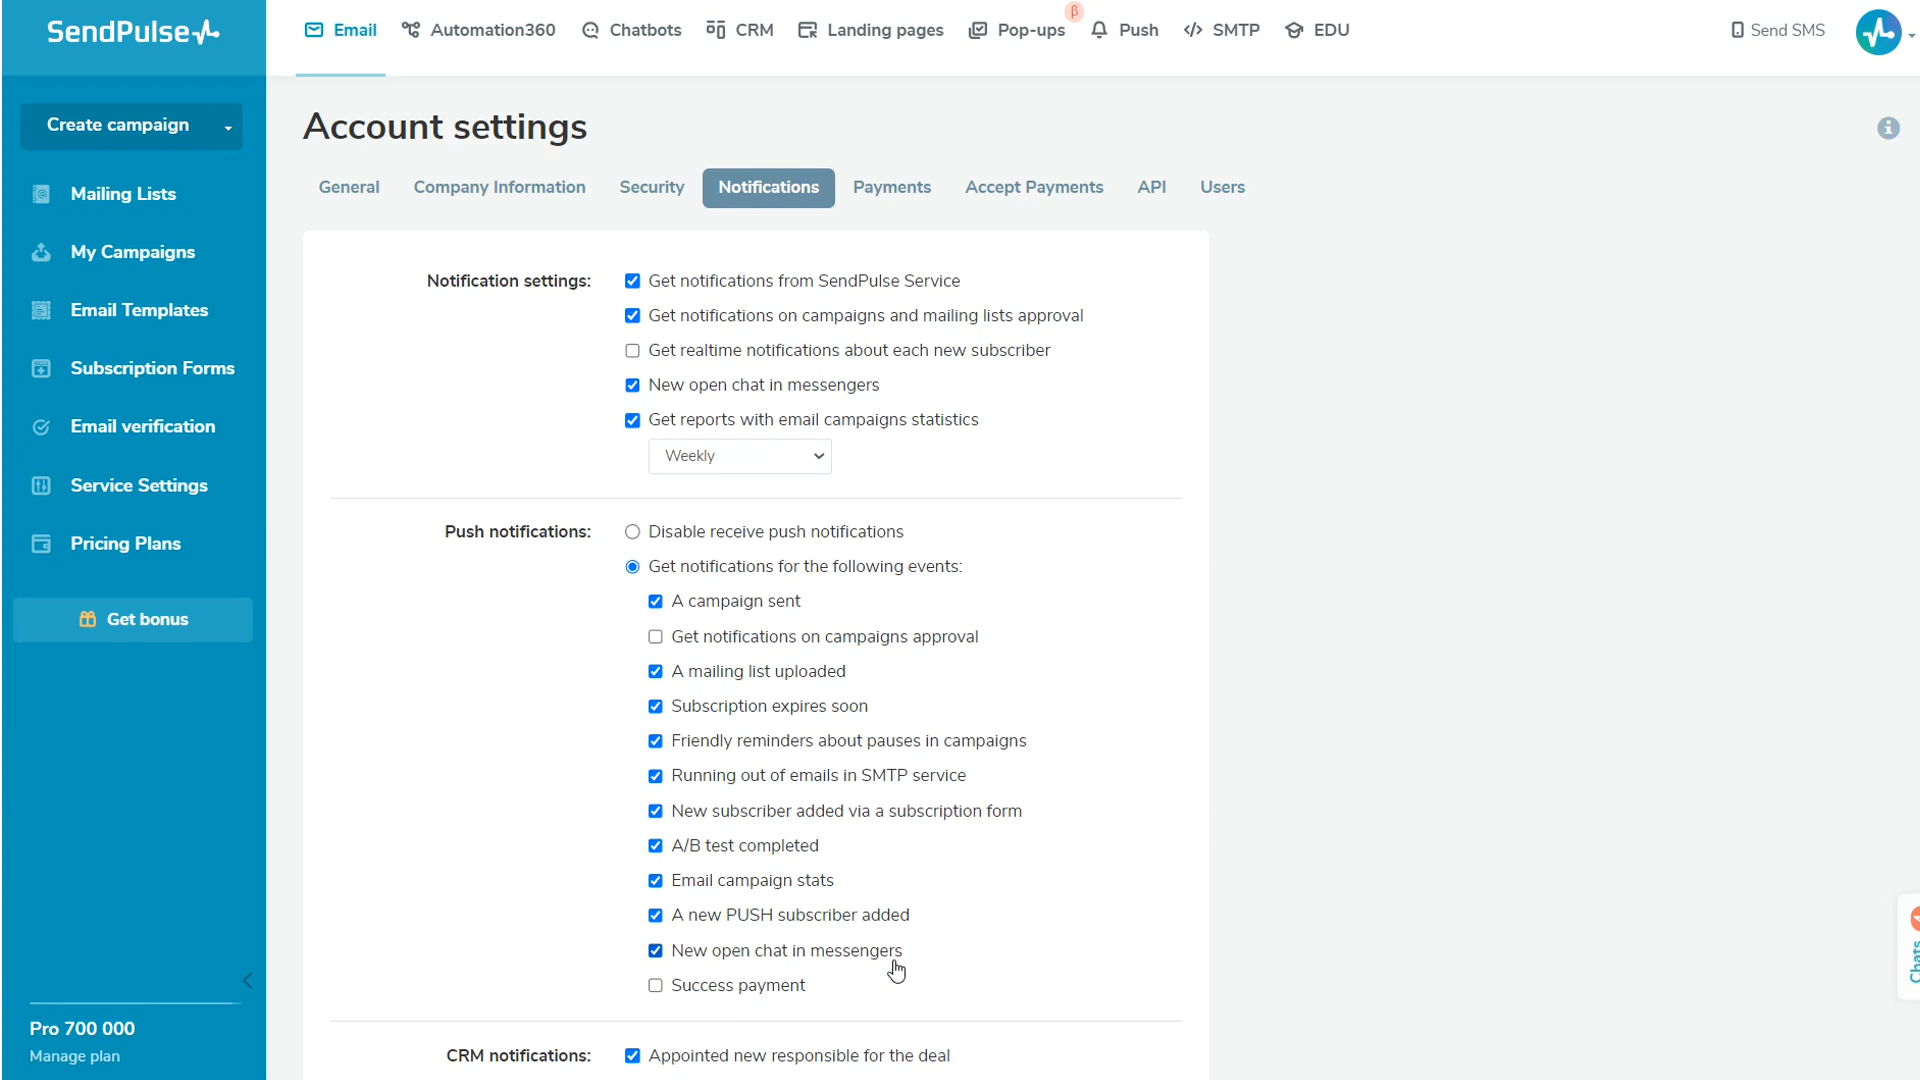 SendPulse
Email
Automation360
Chatbots
CRM
Landing pages
Pop-ups
β
Push
SMTP
EDU
Send SMS
Create campaign
Mailing Lists
My Campaigns
Email Templates
Subscription Forms
Email verification
Service Settings
Pricing Plans
Get bonus
Pro 700 000
Manage plan
Account settings
General
Company Information
Security
Notifications
Payments
Accept Payments
API
Users
Notification settings:
Get notifications from SendPulse Service
Get notifications on campaigns and mailing lists approval
Get realtime notifications about each new subscriber
New open chat in messengers
Get reports with email campaigns statistics
Weekly
Push notifications:
Disable receive push notifications
Get notifications for the following events:
A campaign sent
Get notifications on campaigns approval
A mailing list uploaded
Subscription expires soon
Friendly reminders about pauses in campaigns
Running out of emails in SMTP service
New subscriber added via a subscription form
A/B test completed
Email campaign stats
A new PUSH subscriber added
New open chat in messengers
Success payment
CRM notifications:
Appointed new responsible for the deal
Chats